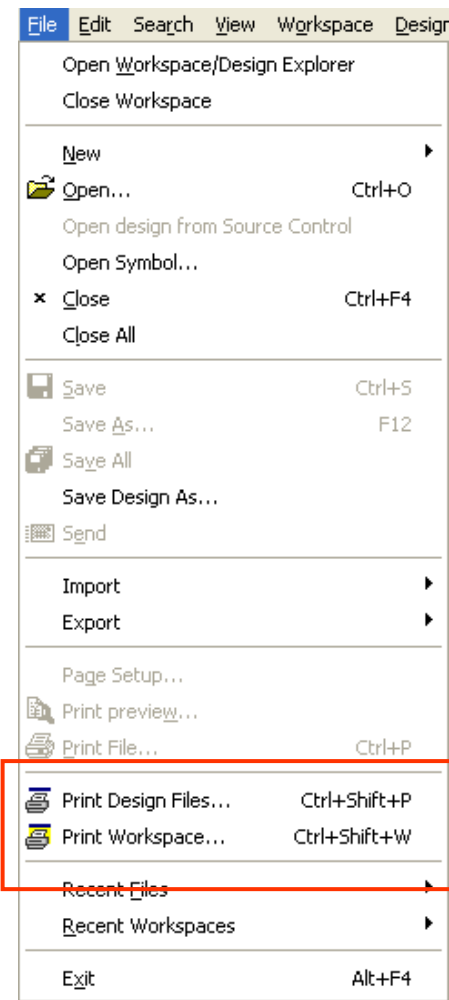 File Edit Search View Workspace Design
Open Workspace/Design Explorer
Close Workspace
New
Open... Ctrl+O
Open design from Source Control
Open Symbol...
Close Ctrl+F4
Close All
Save Ctrl+S
Save As... F12
Save All
Save Design As...
Send
Import
Export
Page Setup...
Print preview...
Print File... Ctrl+P
Print Design Files... Ctrl+Shift+P
Print Workspace... Ctrl+Shift+W
Recent Files
Recent Workspaces
Exit Alt+F4